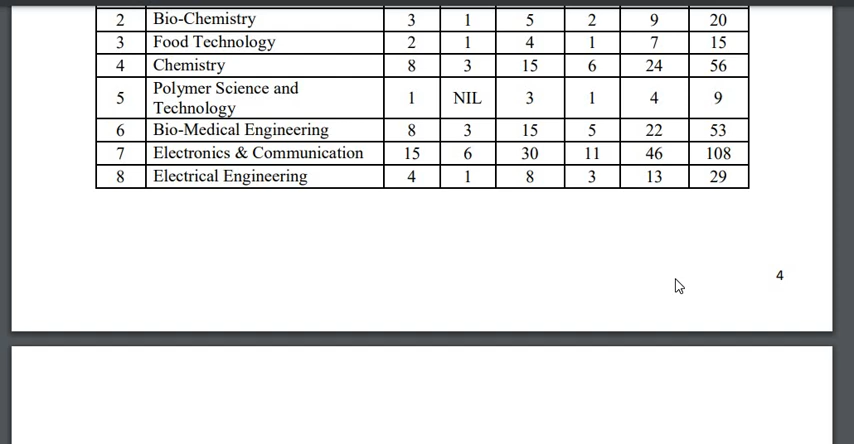 2 Bio-Chemistry 3 1 5 2 9 20
3 Food Technology 2 1 4 1 7 15
4 Chemistry 8 3 15 6 24 56
5 Polymer Science and Technology 1 NIL 3 1 4 9
6 Bio-Medical Engineering 8 3 15 5 22 53
7 Electronics & Communication 15 6 30 11 46 108
8 Electrical Engineering 4 1 8 3 13 29
4